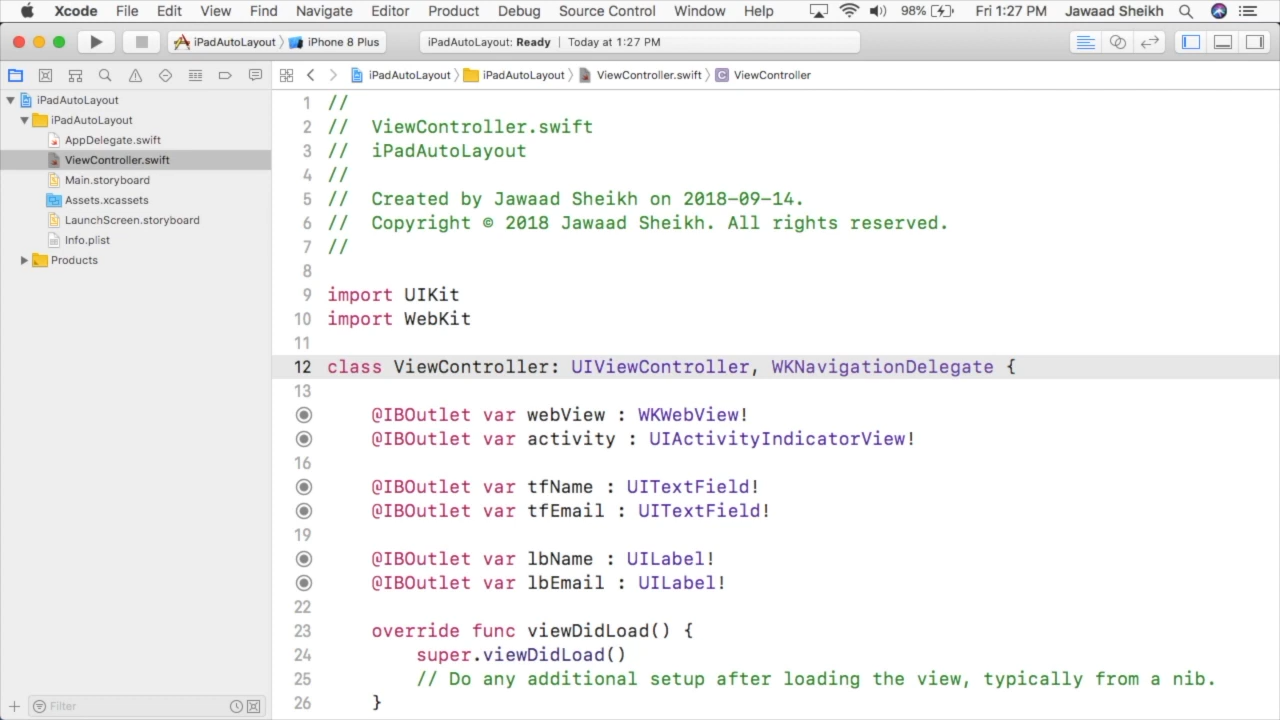 Xcode File Edit View Find Navigate Editor Product Debug Source Control Window Help 98% Fri 1:27 PM Jawaad Sheikh
iPadAutoLayout iPhone 8 Plus iPadAutoLayout: Ready | Today at 1:27 PM
iPadAutoLayout iPadAutoLayout ViewController.swift C ViewController
iPadAutoLayout
iPadAutoLayout
AppDelegate.swift
ViewController.swift
Main.storyboard
Assets.xcassets
LaunchScreen.storyboard
Info.plist
Products
Filter
1 //
2 //  ViewController.swift
3 //  iPadAutoLayout
4 //
5 //  Created by Jawaad Sheikh on 2018-09-14.
6 //  Copyright © 2018 Jawaad Sheikh. All rights reserved.
7 //
8
9 import UIKit
10 import WebKit
11
12 class ViewController: UIViewController, WKNavigationDelegate {
13
@IBOutlet var webView : WKWebView!
@IBOutlet var activity : UIActivityIndicatorView!
16
@IBOutlet var tfName : UITextField!
@IBOutlet var tfEmail : UITextField!
19
@IBOutlet var lbName : UILabel!
@IBOutlet var lbEmail : UILabel!
22
23     override func viewDidLoad() {
24         super.viewDidLoad()
25         // Do any additional setup after loading the view, typically from a nib.
26     }